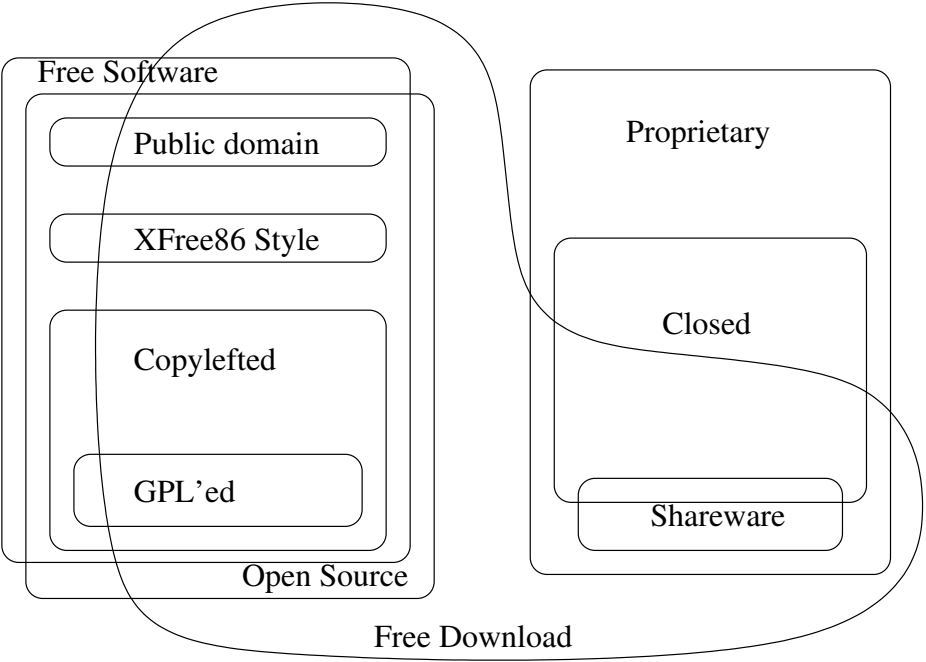 Free Software
Public domain
XFree86 Style
Copylefted
GPL’ed
Open Source
Proprietary
Closed
Shareware
Free Download